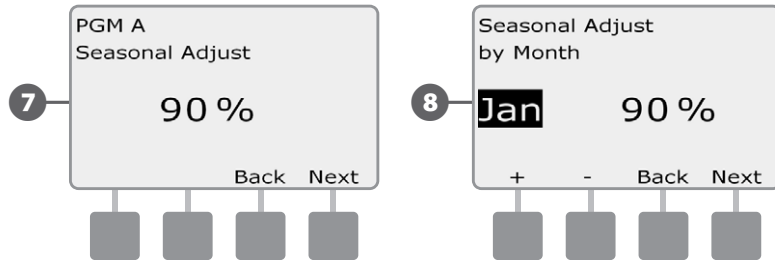 PGM A
Seasonal Adjust
7
90 %
Back Next
Seasonal Adjust
by Month
8
Jan 90 %
+ - Back Next